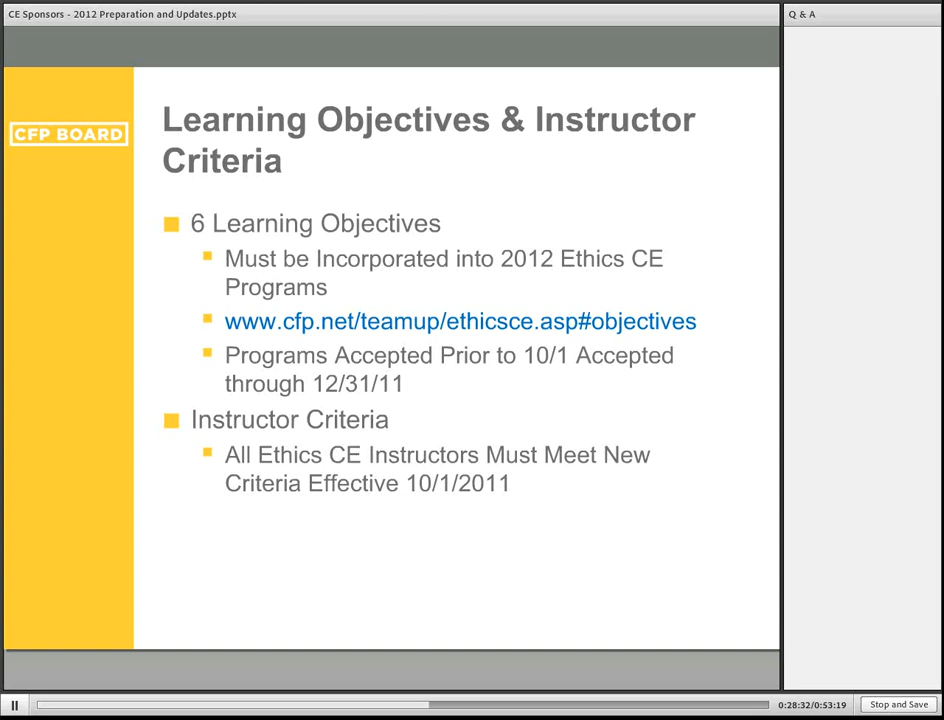 CE Sponsors - 2012 Preparation and Updates.pptx
Q & A
CFP BOARD
Learning Objectives & Instructor
Criteria
6 Learning Objectives
Must be Incorporated into 2012 Ethics CE
Programs
www.cfp.net/teamup/ethicsce.asp#objectives
Programs Accepted Prior to 10/1 Accepted
through 12/31/11
Instructor Criteria
All Ethics CE Instructors Must Meet New
Criteria Effective 10/1/2011
0:28:32/0:53:19
Stop and Save